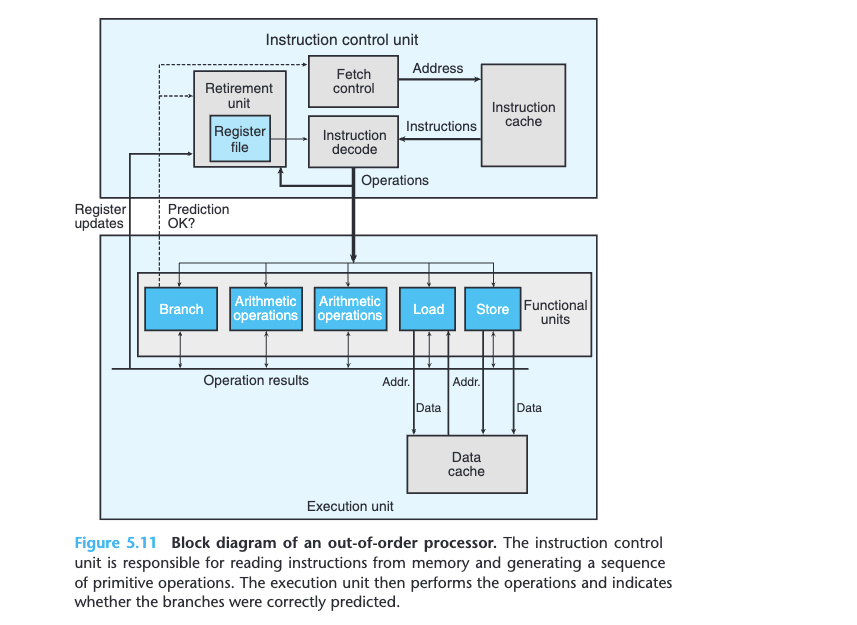 Instruction control unit
Fetch
control
Address
Retirement
unit
Instruction
cache
Register
file
Instruction
decode
Instructions
Operations
Register
updates
Prediction
OK?
Branch
Arithmetic
operations
Arithmetic
operations
Load
Store
Functional
units
Operation results
Addr.
Addr.
Data
Data
Data
cache
Execution unit
Figure 5.11 Block diagram of an out-of-order processor. The instruction control
unit is responsible for reading instructions from memory and generating a sequence
of primitive operations. The execution unit then performs the operations and indicates
whether the branches were correctly predicted.